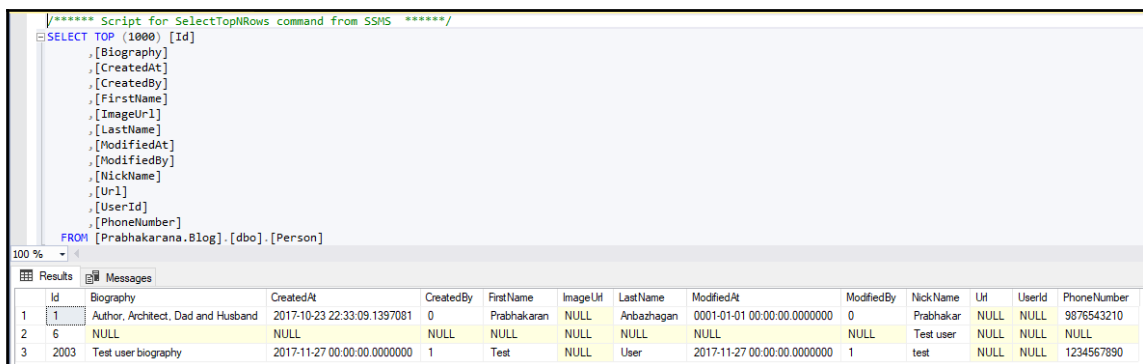 /****** Script for SelectTopNRows command from SSMS ******/
SELECT TOP (1000) [Id]
,[Biography]
,[CreatedAt]
,[CreatedBy]
,[FirstName]
,[ImageUrl]
,[LastName]
,[ModifiedAt]
,[ModifiedBy]
,[NickName]
,[Url]
,[UserId]
,[PhoneNumber]
FROM [Prabhakarana.Blog].[dbo].[Person]
100 %
Results Messages
Id Biography CreatedAt CreatedBy FirstName ImageUrl LastName ModifiedAt ModifiedBy NickName Url UserId PhoneNumber
1 1 Author, Architect, Dad and Husband 2017-10-23 22:33:09.1397081 0 Prabhakaran NULL Anbazhagan 0001-01-01 00:00:00.0000000 0 Prabhakar NULL NULL 9876543210
2 6 NULL NULL NULL NULL NULL NULL NULL NULL Test user NULL NULL NULL
3 2003 Test user biography 2017-11-27 00:00:00.0000000 1 Test NULL User 2017-11-27 00:00:00.0000000 1 test NULL NULL 1234567890